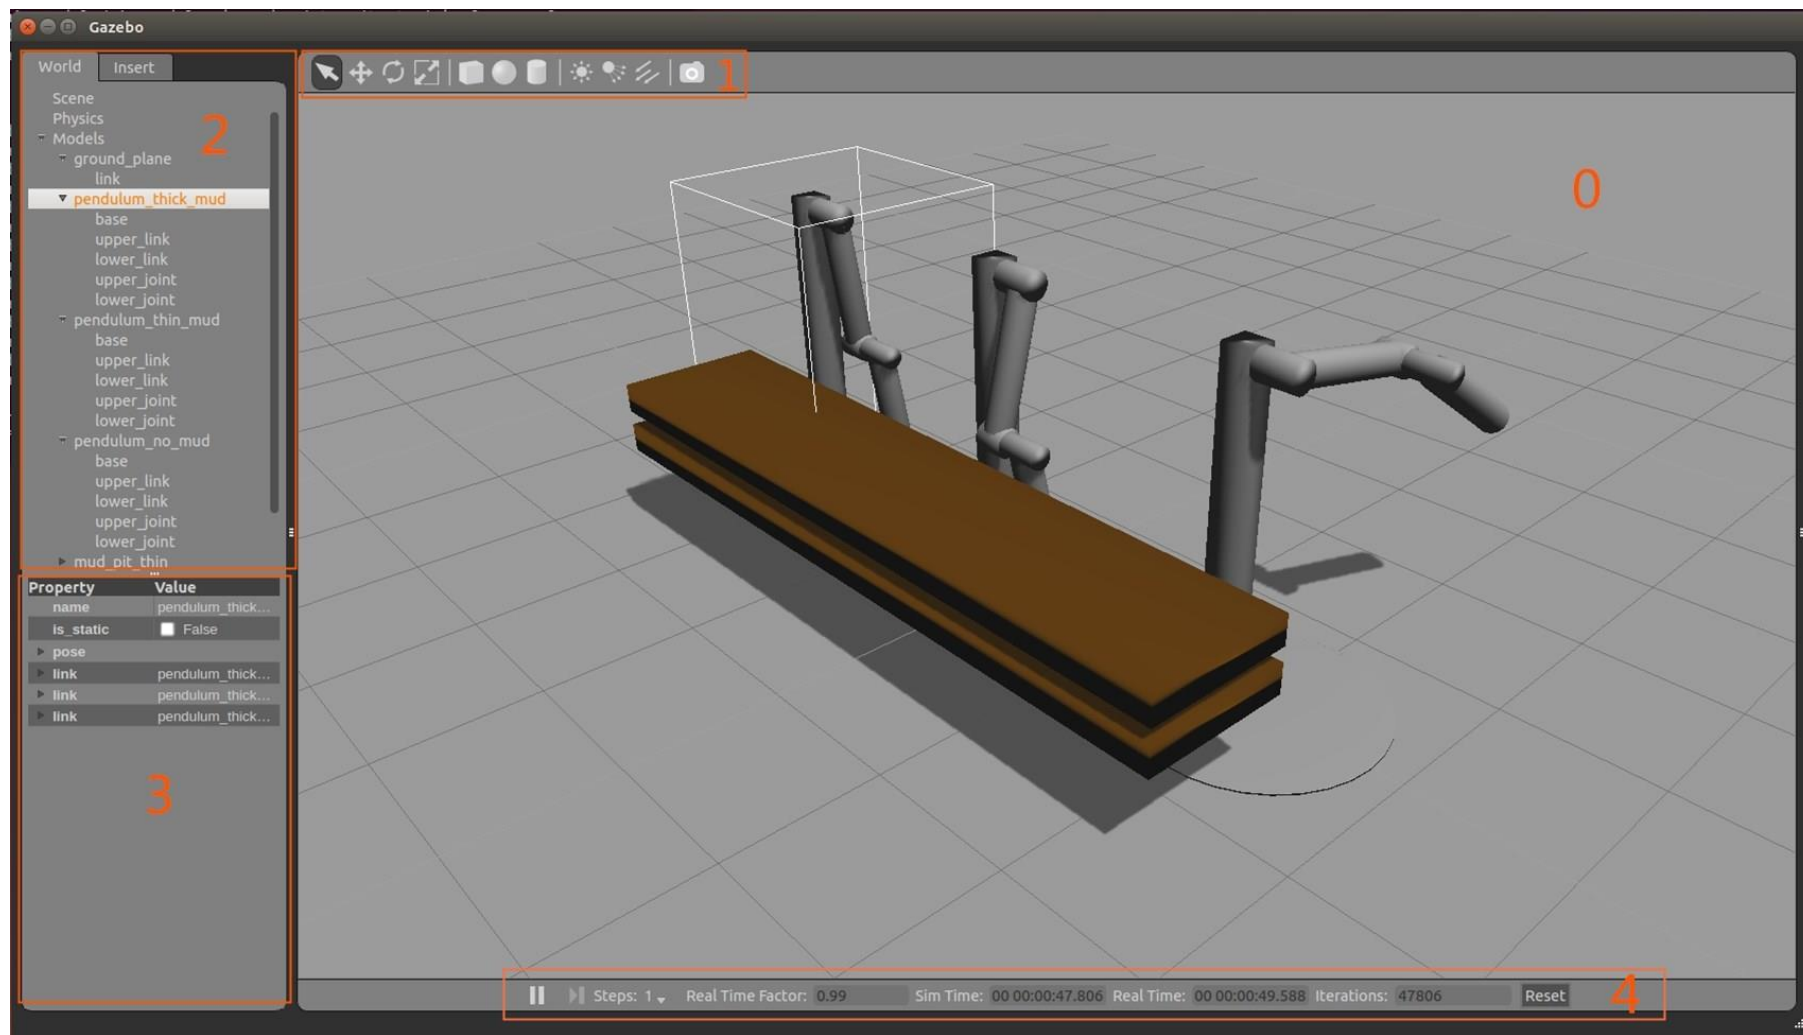 Gazebo
World Insert
1
Scene
Physics
2
Models
ground_plane
link
0
pendulum_thick_mud
base
upper_link
lower_link
upper_joint
lower_joint
pendulum_thin_mud
base
upper_link
lower_link
upper_joint
lower_joint
pendulum_no_mud
base
upper_link
lower_link
upper_joint
lower_joint
mud_pit_thin
Property Value
name pendulum_thick...
is_static False
pose
link pendulum_thick...
link pendulum_thick...
link pendulum_thick...
3
Steps: 1 Real Time Factor: 0.99 Sim Time: 00 00:00:47.806 Real Time: 00 00:00:49.588 Iterations: 47806 Reset 4